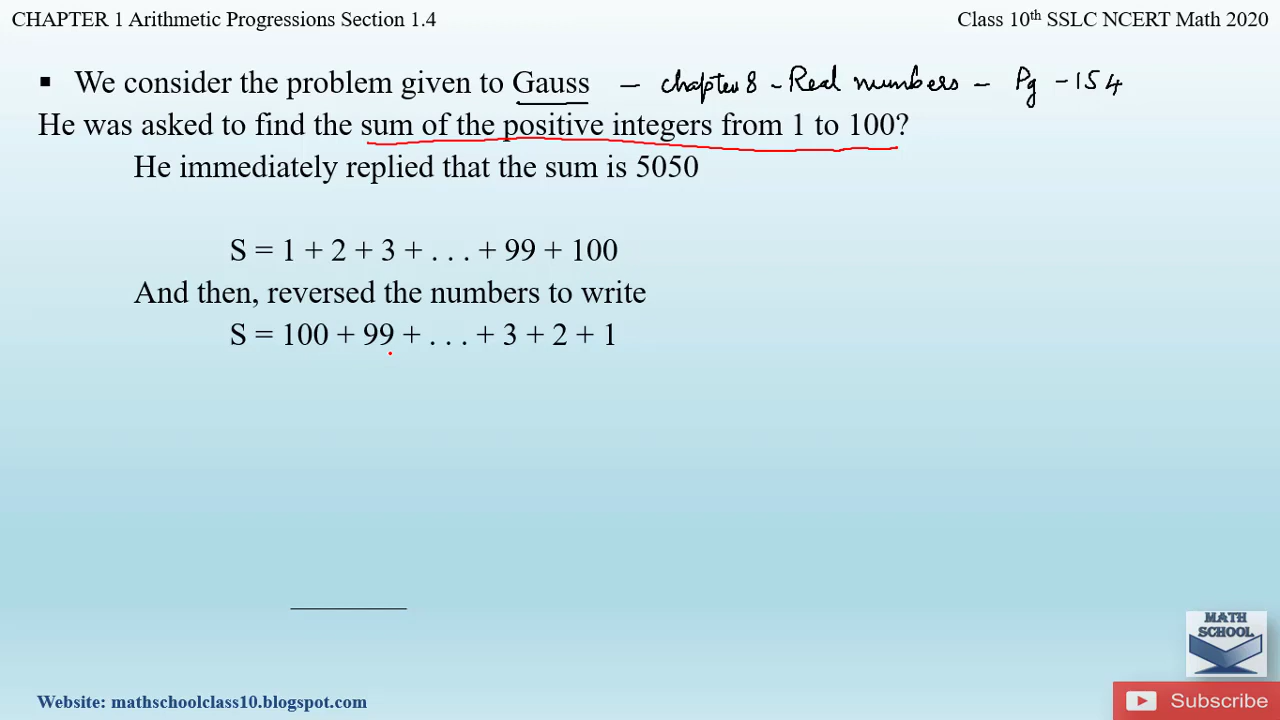 CHAPTER 1 Arithmetic Progressions Section 1.4
Class 10th SSLC NCERT Math 2020
▪ We consider the problem given to Gauss – chapter 8 - Real numbers – Pg - 154
He was asked to find the sum of the positive integers from 1 to 100?
He immediately replied that the sum is 5050
S = 1 + 2 + 3 + . . . + 99 + 100
And then, reversed the numbers to write
S = 100 + 99 + . . . + 3 + 2 + 1
MATH
SCHOOL
Website: mathschoolclass10.blogspot.com
Subscribe